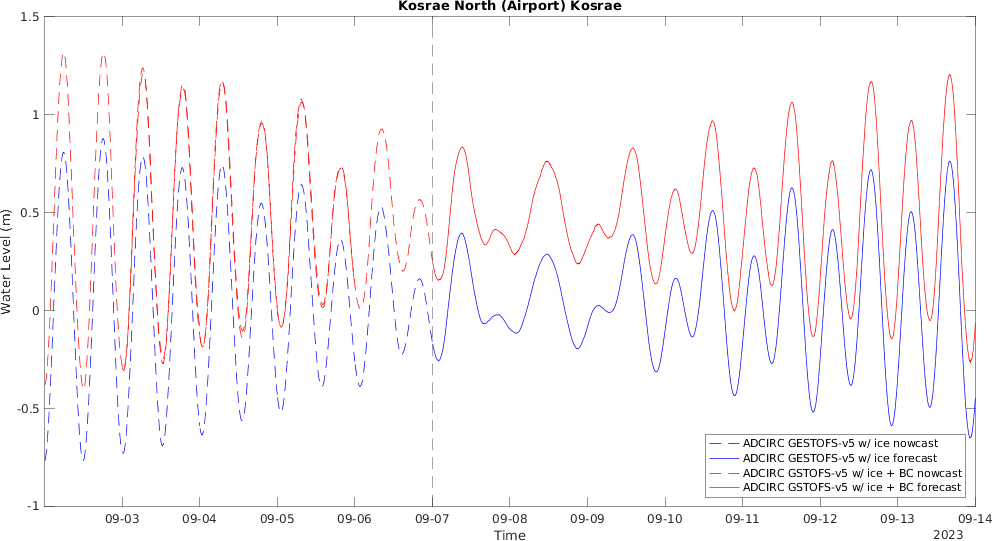 Kosrae North (Airport) Kosrae
1.5
1
0.5
0
-0.5
-1
Water Level (m)
ADCIRC GESTOFS-v5 w/ ice nowcast
ADCIRC GESTOFS-v5 w/ ice forecast
ADCIRC GSTOFS-v5 w/ ice + BC nowcast
ADCIRC GSTOFS-v5 w/ ice + BC forecast
09-03 09-04 09-05 09-06 09-07 09-08 09-09 09-10 09-11 09-12 09-13 09-14
Time
2023